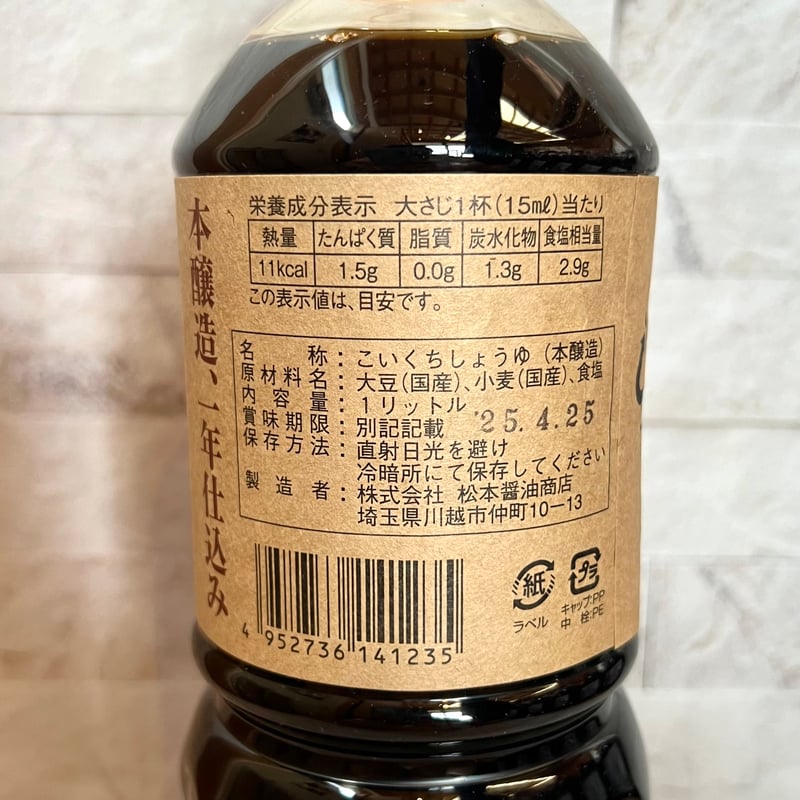 本醸造、一年仕込み
栄養成分表示 大さじ1杯(15ml)当たり
熱量 たんぱく質 脂質 炭水化物 食塩相当量
11kcal 1.5g 0.0g 1.3g 2.9g
この表示値は、目安です。
名称:こいくちしょうゆ(本醸造)
原材料名:大豆(国産)、小麦(国産)、食塩
内容量:1リットル
賞味期限:別記記載 '25.4.25
保存方法:直射日光を避け
冷暗所にて保存してください
製造者:株式会社 松本醤油商店
埼玉県川越市仲町10−13
4 952736 141235
紙
ラベル
プラ
キャップ:PP
中栓:PE